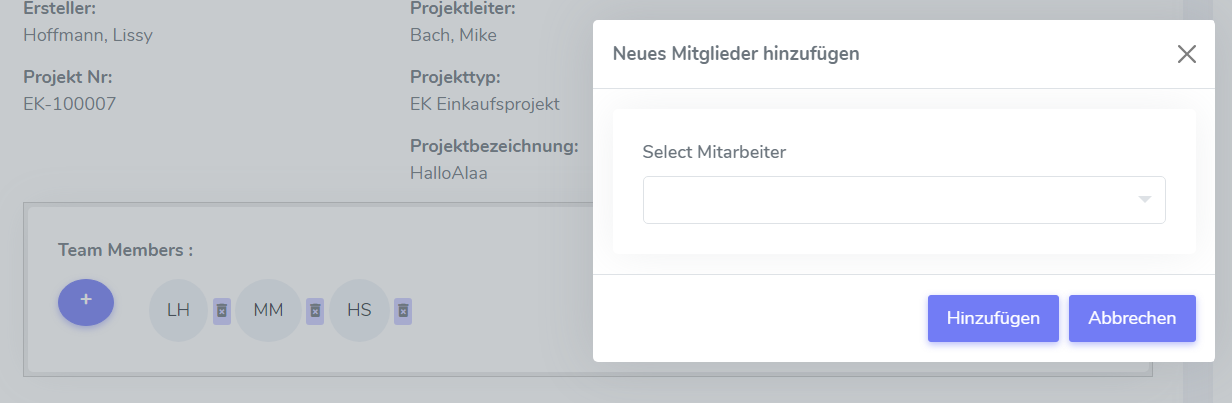 Ersteller:
Hoffmann, Lissy
Projekt Nr:
EK-100007
Projektleiter:
Bach, Mike
Projekttyp:
EK Einkaufsprojekt
Projektbezeichnung:
HalloAlaa
Team Members :
+
LH
MM
HS
Neues Mitglieder hinzufügen
Select Mitarbeiter
Hinzufügen
Abbrechen